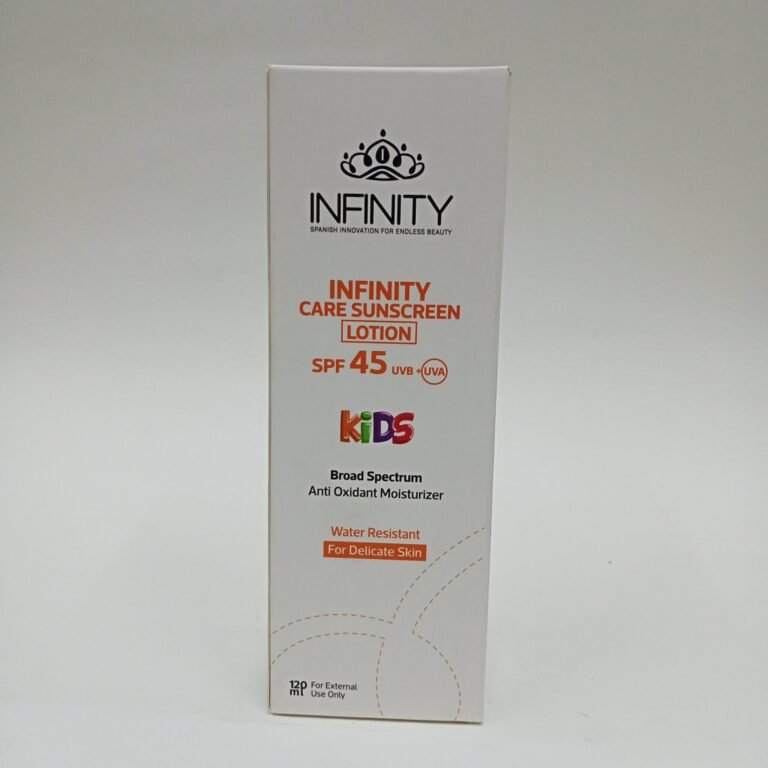 INFINITY
SPANISH INNOVATION FOR ENDLESS BEAUTY
INFINITY
CARE SUNSCREEN
LOTION
SPF 45 UVB + UVA
KiDS
Broad Spectrum
Anti Oxidant Moisturizer
Water Resistant
For Delicate Skin
120 ml
For External
Use Only